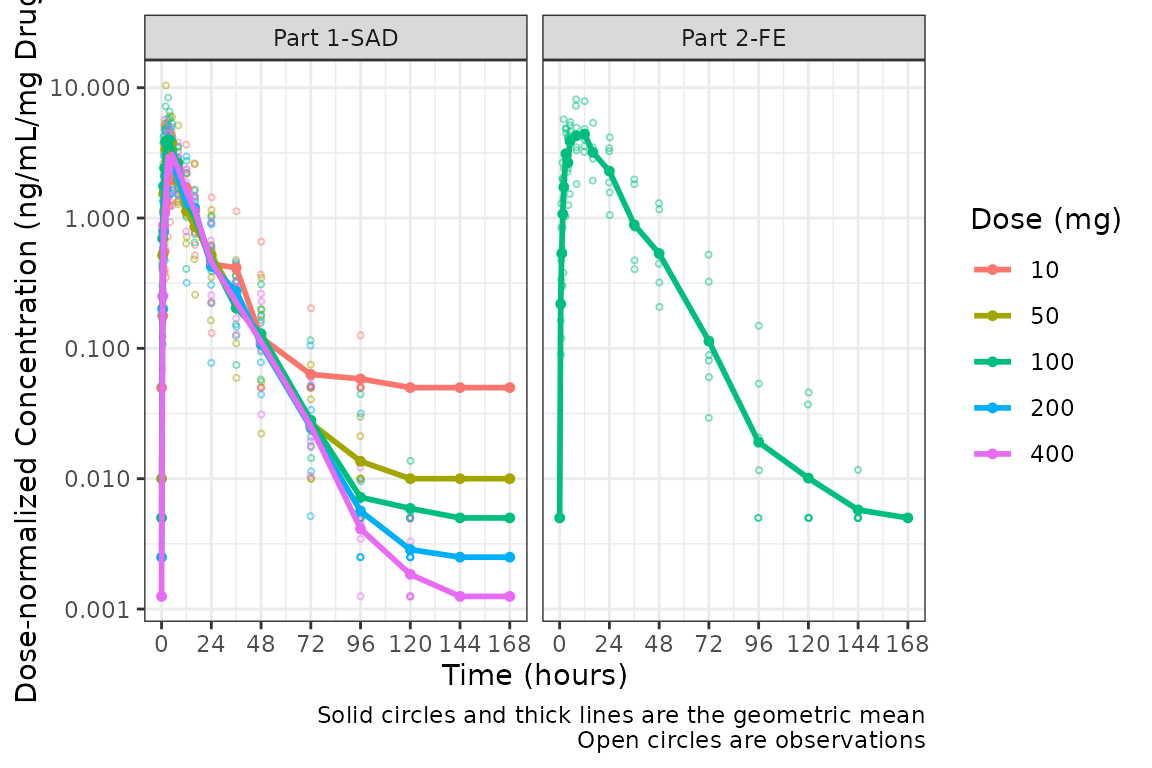 Part 1-SAD
Part 2-FE
Dose-normalized Concentration (ng/mL/mg Drug
10.000
1.000
0.100
0.010
0.001
0 24 48 72 96 120 144 168
0 24 48 72 96 120 144 168
Time (hours)
Dose (mg)
10
50
100
200
400
Solid circles and thick lines are the geometric mean
Open circles are observations